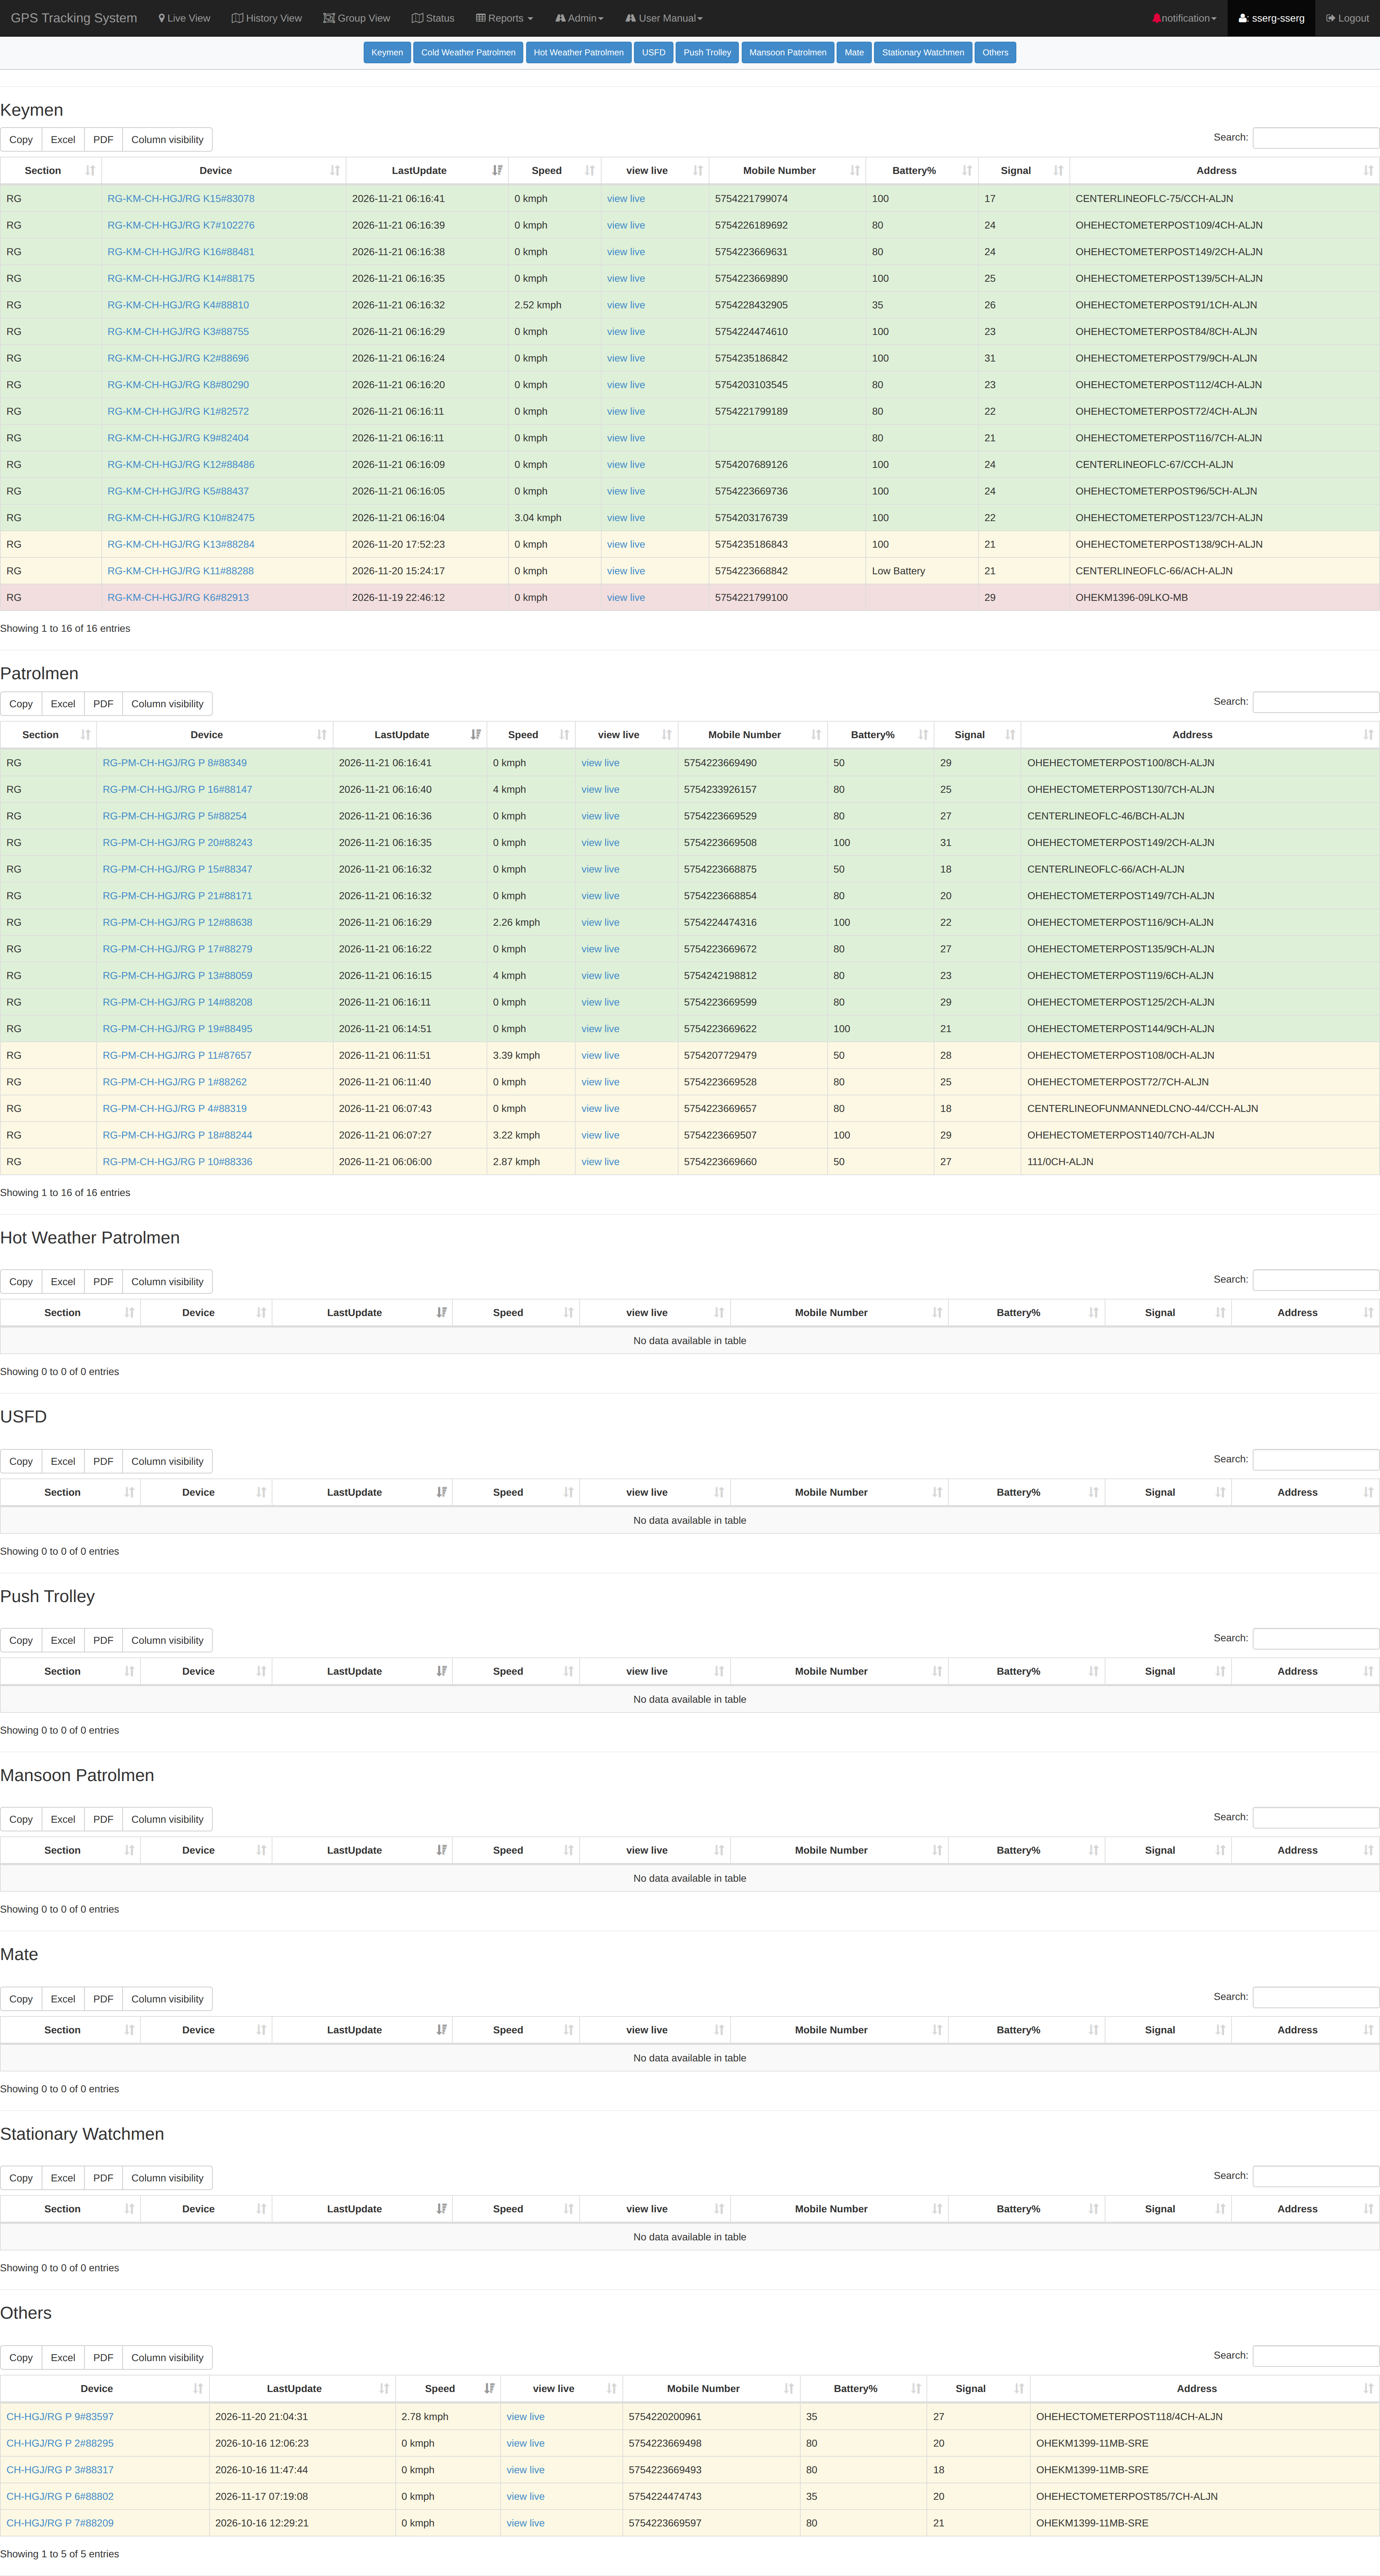 GPS Tracking System Live View History View Group View Status Reports Admin User Manual notification : sserg-sserg Logout
Keymen Cold Weather Patrolmen Hot Weather Patrolmen USFD Push Trolley Mansoon Patrolmen Mate Stationary Watchmen Others
Keymen
Copy Excel PDF Column visibility Search:
Section Device LastUpdate Speed view live Mobile Number Battery% Signal Address
RG RG-KM-CH-HGJ/RG K15#83078 2026-11-21 06:16:41 0 kmph view live 5754221799074 100 17 CENTERLINEOFLC-75/CCH-ALJN
RG RG-KM-CH-HGJ/RG K7#102276 2026-11-21 06:16:39 0 kmph view live 5754226189692 80 24 OHEHECTOMETERPOST109/4CH-ALJN
RG RG-KM-CH-HGJ/RG K16#88481 2026-11-21 06:16:38 0 kmph view live 5754223669631 80 24 OHEHECTOMETERPOST149/2CH-ALJN
RG RG-KM-CH-HGJ/RG K14#88175 2026-11-21 06:16:35 0 kmph view live 5754223669890 100 25 OHEHECTOMETERPOST139/5CH-ALJN
RG RG-KM-CH-HGJ/RG K4#88810 2026-11-21 06:16:32 2.52 kmph view live 5754228432905 35 26 OHEHECTOMETERPOST91/1CH-ALJN
RG RG-KM-CH-HGJ/RG K3#88755 2026-11-21 06:16:29 0 kmph view live 5754224474610 100 23 OHEHECTOMETERPOST84/8CH-ALJN
RG RG-KM-CH-HGJ/RG K2#88696 2026-11-21 06:16:24 0 kmph view live 5754235186842 100 31 OHEHECTOMETERPOST79/9CH-ALJN
RG RG-KM-CH-HGJ/RG K8#80290 2026-11-21 06:16:20 0 kmph view live 5754203103545 80 23 OHEHECTOMETERPOST112/4CH-ALJN
RG RG-KM-CH-HGJ/RG K1#82572 2026-11-21 06:16:11 0 kmph view live 5754221799189 80 22 OHEHECTOMETERPOST72/4CH-ALJN
RG RG-KM-CH-HGJ/RG K9#82404 2026-11-21 06:16:11 0 kmph view live 80 21 OHEHECTOMETERPOST116/7CH-ALJN
RG RG-KM-CH-HGJ/RG K12#88486 2026-11-21 06:16:09 0 kmph view live 5754207689126 100 24 CENTERLINEOFLC-67/CCH-ALJN
RG RG-KM-CH-HGJ/RG K5#88437 2026-11-21 06:16:05 0 kmph view live 5754223669736 100 24 OHEHECTOMETERPOST96/5CH-ALJN
RG RG-KM-CH-HGJ/RG K10#82475 2026-11-21 06:16:04 3.04 kmph view live 5754203176739 100 22 OHEHECTOMETERPOST123/7CH-ALJN
RG RG-KM-CH-HGJ/RG K13#88284 2026-11-20 17:52:23 0 kmph view live 5754235186843 100 21 OHEHECTOMETERPOST138/9CH-ALJN
RG RG-KM-CH-HGJ/RG K11#88288 2026-11-20 15:24:17 0 kmph view live 5754223668842 Low Battery 21 CENTERLINEOFLC-66/ACH-ALJN
RG RG-KM-CH-HGJ/RG K6#82913 2026-11-19 22:46:12 0 kmph view live 5754221799100 29 OHEKM1396-09LKO-MB
Showing 1 to 16 of 16 entries
Patrolmen
Copy Excel PDF Column visibility Search:
Section Device LastUpdate Speed view live Mobile Number Battery% Signal Address
RG RG-PM-CH-HGJ/RG P 8#88349 2026-11-21 06:16:41 0 kmph view live 5754223669490 50 29 OHEHECTOMETERPOST100/8CH-ALJN
RG RG-PM-CH-HGJ/RG P 16#88147 2026-11-21 06:16:40 4 kmph view live 5754233926157 80 25 OHEHECTOMETERPOST130/7CH-ALJN
RG RG-PM-CH-HGJ/RG P 5#88254 2026-11-21 06:16:36 0 kmph view live 5754223669529 80 27 CENTERLINEOFLC-46/BCH-ALJN
RG RG-PM-CH-HGJ/RG P 20#88243 2026-11-21 06:16:35 0 kmph view live 5754223669508 100 31 OHEHECTOMETERPOST149/2CH-ALJN
RG RG-PM-CH-HGJ/RG P 15#88347 2026-11-21 06:16:32 0 kmph view live 5754223668875 50 18 CENTERLINEOFLC-66/ACH-ALJN
RG RG-PM-CH-HGJ/RG P 21#88171 2026-11-21 06:16:32 0 kmph view live 5754223668854 80 20 OHEHECTOMETERPOST149/7CH-ALJN
RG RG-PM-CH-HGJ/RG P 12#88638 2026-11-21 06:16:29 2.26 kmph view live 5754224474316 100 22 OHEHECTOMETERPOST116/9CH-ALJN
RG RG-PM-CH-HGJ/RG P 17#88279 2026-11-21 06:16:22 0 kmph view live 5754223669672 80 27 OHEHECTOMETERPOST135/9CH-ALJN
RG RG-PM-CH-HGJ/RG P 13#88059 2026-11-21 06:16:15 4 kmph view live 5754242198812 80 23 OHEHECTOMETERPOST119/6CH-ALJN
RG RG-PM-CH-HGJ/RG P 14#88208 2026-11-21 06:16:11 0 kmph view live 5754223669599 80 29 OHEHECTOMETERPOST125/2CH-ALJN
RG RG-PM-CH-HGJ/RG P 19#88495 2026-11-21 06:14:51 0 kmph view live 5754223669622 100 21 OHEHECTOMETERPOST144/9CH-ALJN
RG RG-PM-CH-HGJ/RG P 11#87657 2026-11-21 06:11:51 3.39 kmph view live 5754207729479 50 28 OHEHECTOMETERPOST108/0CH-ALJN
RG RG-PM-CH-HGJ/RG P 1#88262 2026-11-21 06:11:40 0 kmph view live 5754223669528 80 25 OHEHECTOMETERPOST72/7CH-ALJN
RG RG-PM-CH-HGJ/RG P 4#88319 2026-11-21 06:07:43 0 kmph view live 5754223669657 80 18 CENTERLINEOFUNMANNEDLCNO-44/CCH-ALJN
RG RG-PM-CH-HGJ/RG P 18#88244 2026-11-21 06:07:27 3.22 kmph view live 5754223669507 100 29 OHEHECTOMETERPOST140/7CH-ALJN
RG RG-PM-CH-HGJ/RG P 10#88336 2026-11-21 06:06:00 2.87 kmph view live 5754223669660 50 27 111/0CH-ALJN
Showing 1 to 16 of 16 entries
Hot Weather Patrolmen
Copy Excel PDF Column visibility Search:
Section Device LastUpdate Speed view live Mobile Number Battery% Signal Address
No data available in table
Showing 0 to 0 of 0 entries
USFD
Copy Excel PDF Column visibility Search:
Section Device LastUpdate Speed view live Mobile Number Battery% Signal Address
No data available in table
Showing 0 to 0 of 0 entries
Push Trolley
Copy Excel PDF Column visibility Search:
Section Device LastUpdate Speed view live Mobile Number Battery% Signal Address
No data available in table
Showing 0 to 0 of 0 entries
Mansoon Patrolmen
Copy Excel PDF Column visibility Search:
Section Device LastUpdate Speed view live Mobile Number Battery% Signal Address
No data available in table
Showing 0 to 0 of 0 entries
Mate
Copy Excel PDF Column visibility Search:
Section Device LastUpdate Speed view live Mobile Number Battery% Signal Address
No data available in table
Showing 0 to 0 of 0 entries
Stationary Watchmen
Copy Excel PDF Column visibility Search:
Section Device LastUpdate Speed view live Mobile Number Battery% Signal Address
No data available in table
Showing 0 to 0 of 0 entries
Others
Copy Excel PDF Column visibility Search:
Device LastUpdate Speed view live Mobile Number Battery% Signal Address
CH-HGJ/RG P 9#83597 2026-11-20 21:04:31 2.78 kmph view live 5754220200961 35 27 OHEHECTOMETERPOST118/4CH-ALJN
CH-HGJ/RG P 2#88295 2026-10-16 12:06:23 0 kmph view live 5754223669498 80 20 OHEKM1399-11MB-SRE
CH-HGJ/RG P 3#88317 2026-10-16 11:47:44 0 kmph view live 5754223669493 80 18 OHEKM1399-11MB-SRE
CH-HGJ/RG P 6#88802 2026-11-17 07:19:08 0 kmph view live 5754224474743 35 20 OHEHECTOMETERPOST85/7CH-ALJN
CH-HGJ/RG P 7#88209 2026-10-16 12:29:21 0 kmph view live 5754223669597 80 21 OHEKM1399-11MB-SRE
Showing 1 to 5 of 5 entries